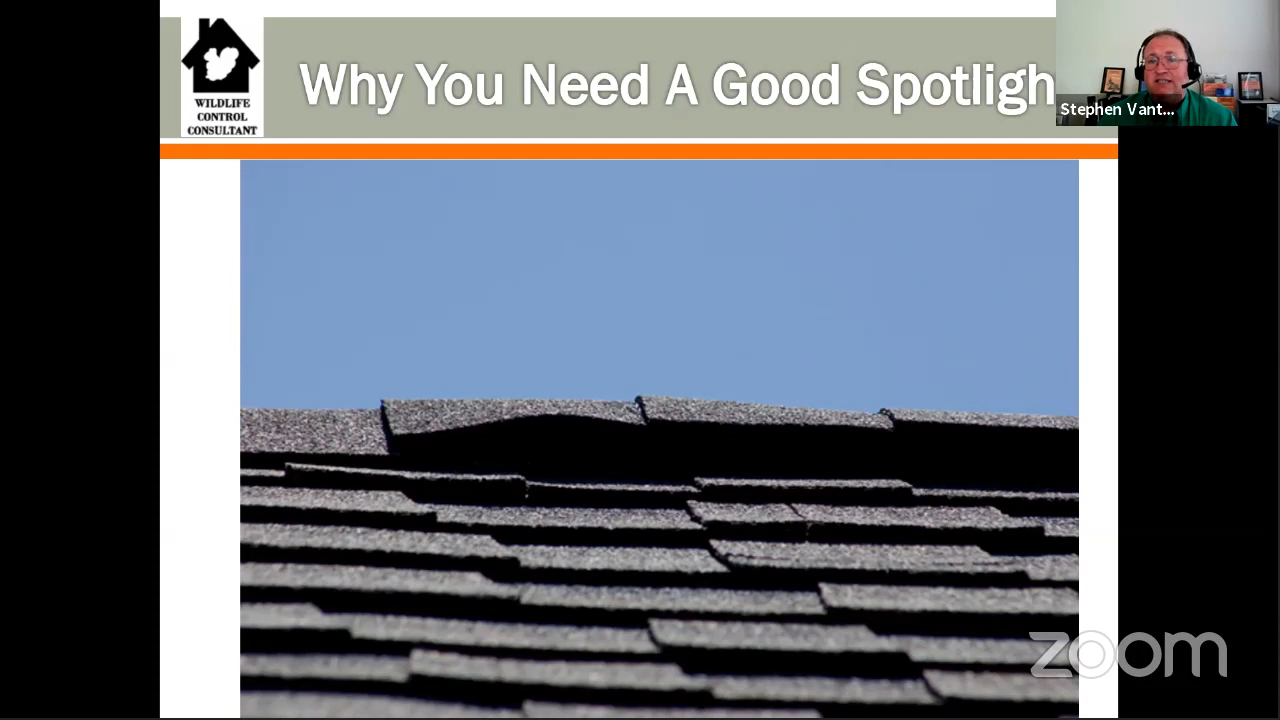 Why You Need A Good Spotligh
WILDLIFE
CONTROL
CONSULTANT
Stephen Vant...
zoom